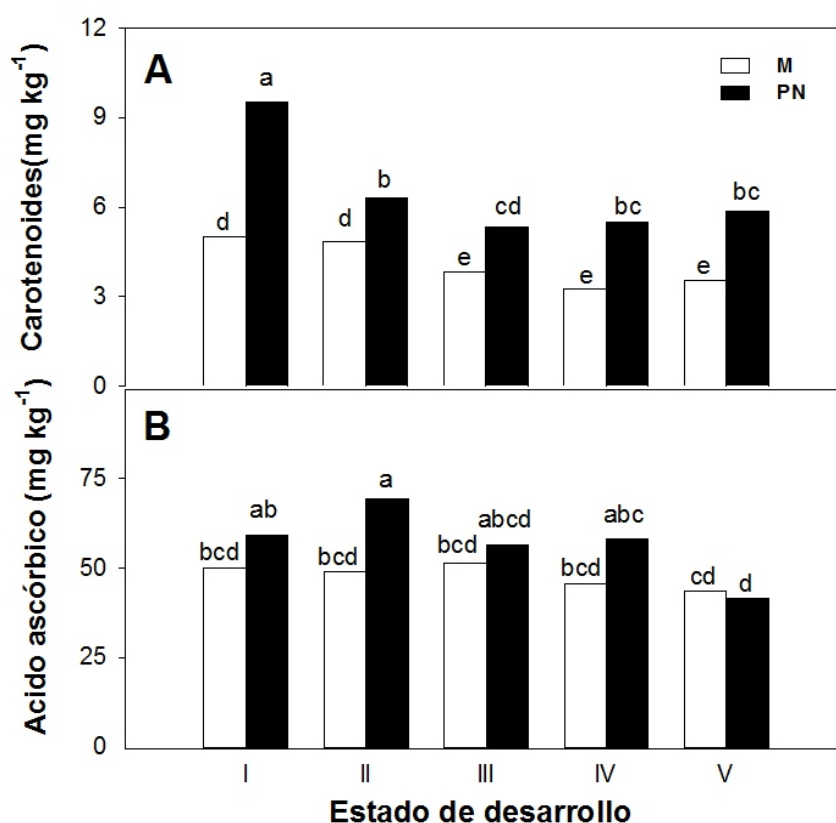 Carotenoides(mg kg-1)
12
9
6
3
0
A
M
PN
d
a
d
b
e
cd
e
bc
e
bc
Acido ascórbico (mg kg-1)
75
50
25
0
B
bcd
ab
bcd
a
bcd
abcd
bcd
abc
cd
d
I
II
III
IV
V
Estado de desarrollo